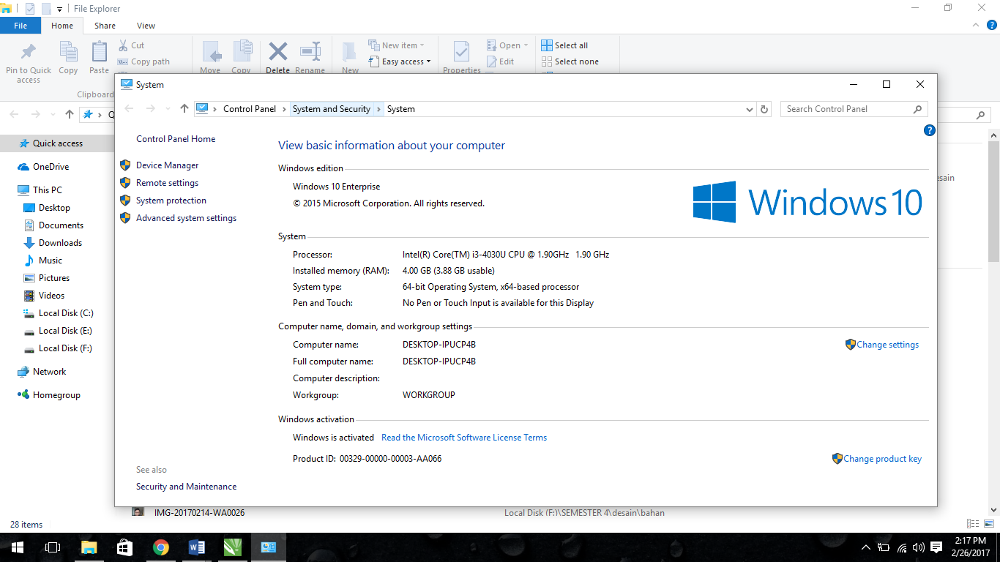 File Explorer
File Home Share View
Pin to Quick access
Copy
Paste
Cut
Copy path
Move
Copy
Delete
Rename
New
New item
Easy access
Properties
Open
Edit
Select all
Select none
Clipboard
System
Control Panel System and Security System
Search Control Panel
Quick access
OneDrive
This PC
Desktop
Documents
Downloads
Music
Pictures
Videos
Local Disk (C:)
Local Disk (E:)
Local Disk (F:)
Network
Homegroup
Control Panel Home
Device Manager
Remote settings
System protection
Advanced system settings
See also
Security and Maintenance
View basic information about your computer
Windows edition
Windows 10 Enterprise
© 2015 Microsoft Corporation. All rights reserved.
Windows 10
System
Processor: Intel(R) Core(TM) i3-4030U CPU @ 1.90GHz 1.90 GHz
Installed memory (RAM): 4.00 GB (3.88 GB usable)
System type: 64-bit Operating System, x64-based processor
Pen and Touch: No Pen or Touch Input is available for this Display
Computer name, domain, and workgroup settings
Computer name: DESKTOP-IPUCP4B
Change settings
Full computer name: DESKTOP-IPUCP4B
Computer description:
Workgroup: WORKGROUP
Windows activation
Windows is activated Read the Microsoft Software License Terms
Product ID: 00329-00000-00003-AA066
Change product key
IMG-20170214-WA0026 Local Disk (F:)\SEMESTER 4\desain\bahan
28 items
2:17 PM
2/26/2017